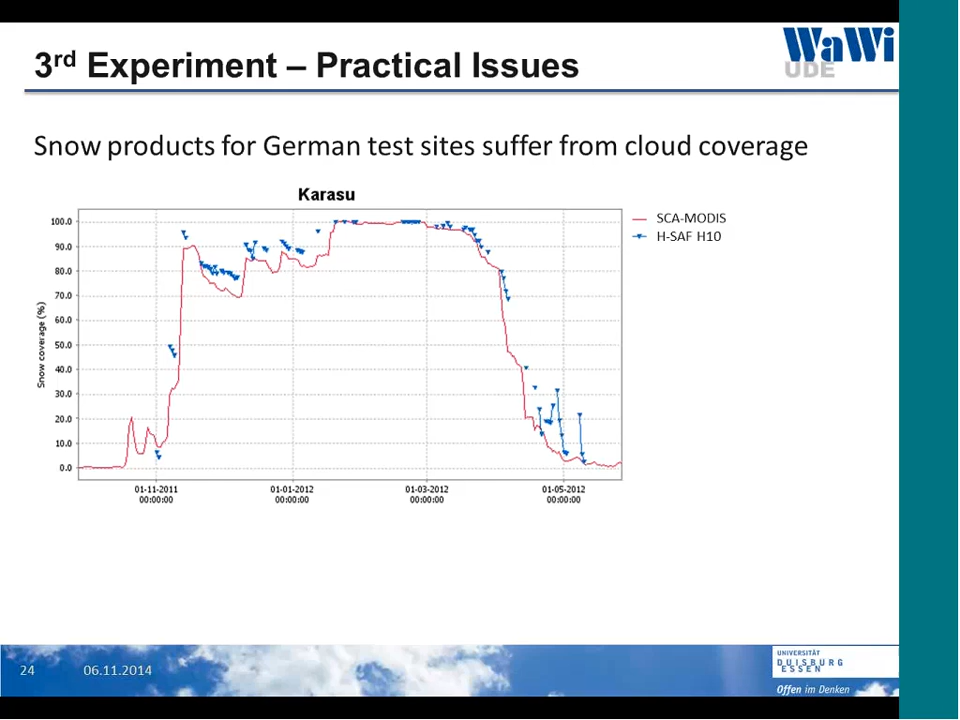 3rd Experiment – Practical Issues
WaWi
UDE
Snow products for German test sites suffer from cloud coverage
Karasu
SCA-MODIS
H-SAF H10
Snow coverage (%)
100.0
90.0
80.0
70.0
60.0
50.0
40.0
30.0
20.0
10.0
0.0
01-11-2011 01-01-2012 01-03-2012 01-05-2012
00:00:00 00:00:00 00:00:00 00:00:00
24 06.11.2014
UNIVERSITÄT
DUISBURG
ESSEN
Offen im Denken